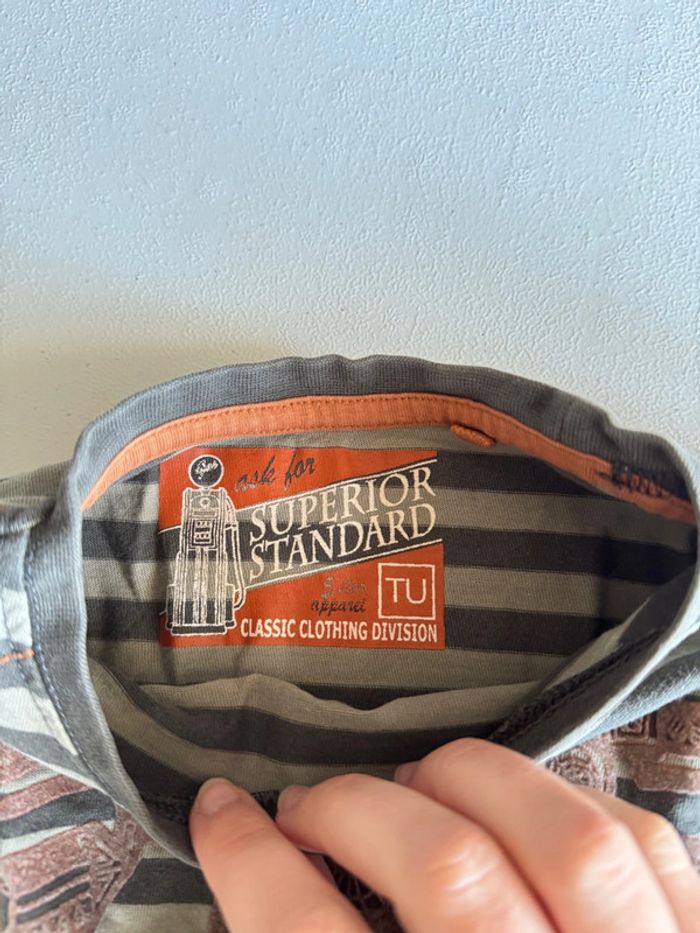 ask for
SUPERIOR
STANDARD
apparel
TU
CLASSIC CLOTHING DIVISION